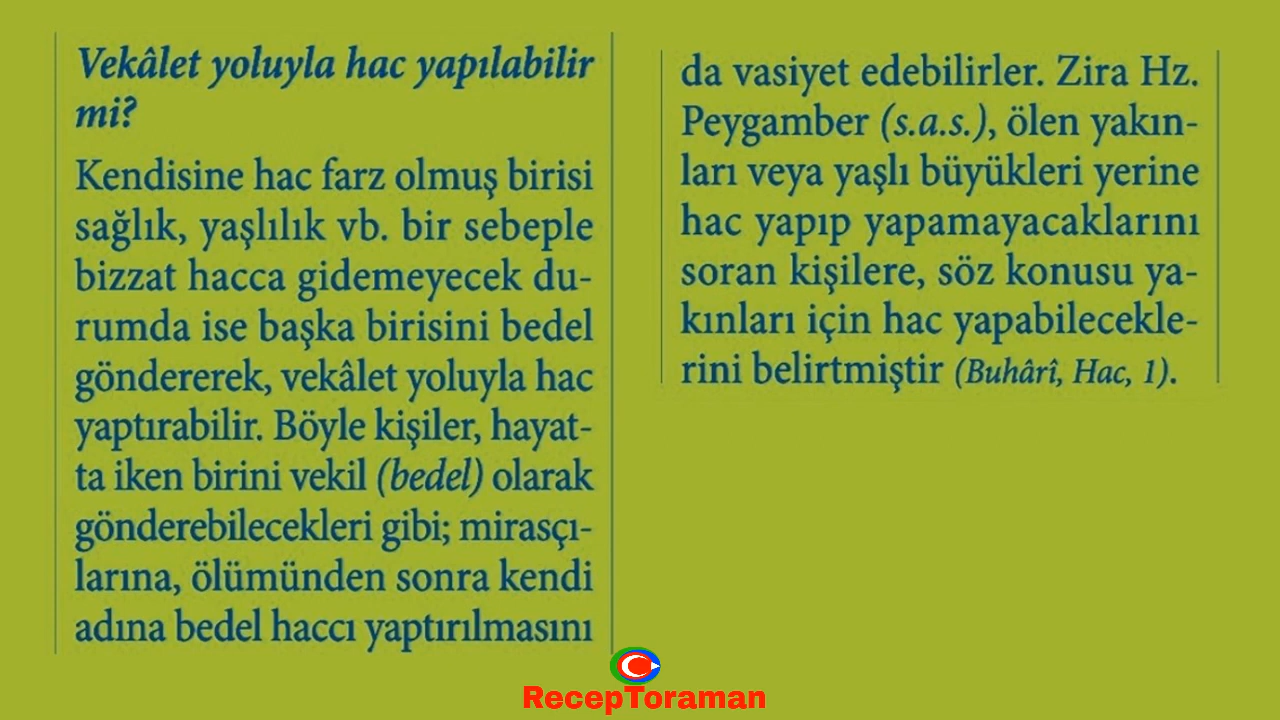 Vekâlet yoluyla hac yapılabilir
mi?
Kendisine hac farz olmuş birisi
sağlık, yaşlılık vb. bir sebeple
bizzat hacca gidemeyecek du-
rumda ise başka birisini bedel
göndererek, vekâlet yoluyla hac
yaptırabilir. Böyle kişiler, hayat-
ta iken birini vekil (bedel) olarak
gönderebilecekleri gibi; mirasçı-
larına, ölümünden sonra kendi
adına bedel haccı yaptırılmasını
da vasiyet edebilirler. Zira Hz.
Peygamber (s.a.s.), ölen yakın-
ları veya yaşlı büyükleri yerine
hac yapıp yapamayacaklarını
soran kişilere, söz konusu ya-
kınları için hac yapabilecekle-
rini belirtmiştir (Buhârî, Hac, 1).
RecepToraman